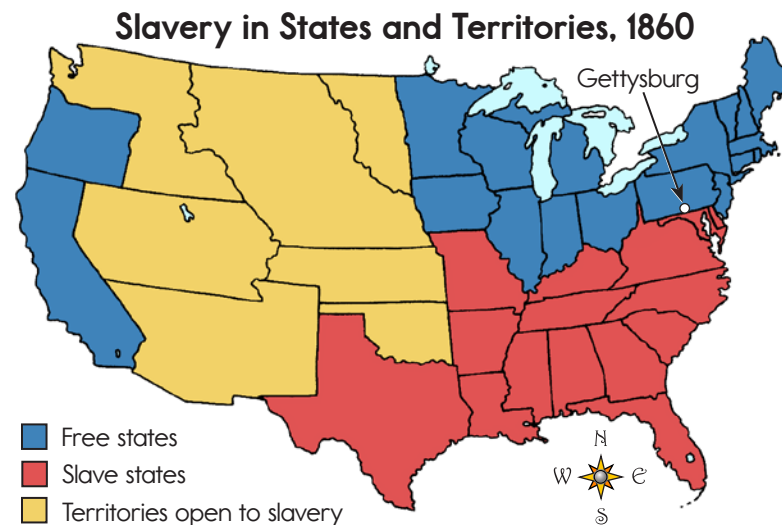 Slavery in States and Territories, 1860
Gettysburg
Free states
Slave states
Territories open to slavery
N
W E
S